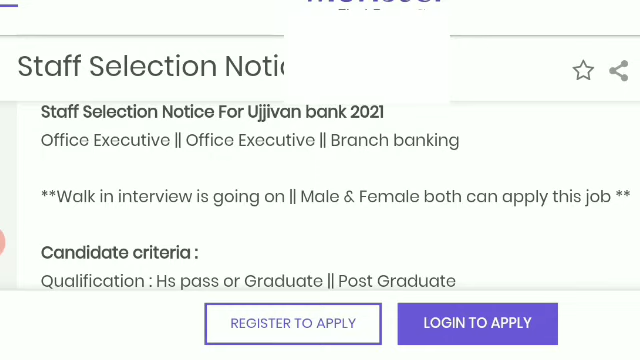 Staff Selection
Staff Selection Notice For Ujjivan bank 2021
Office Executive || Office Executive || Branch banking
**Walk in interview is going on || Male & Female both can apply this job **
Candidate criteria :
Qualification : Hs pass or Graduate || Post Graduate
REGISTER TO APPLY
LOGIN TO APPLY